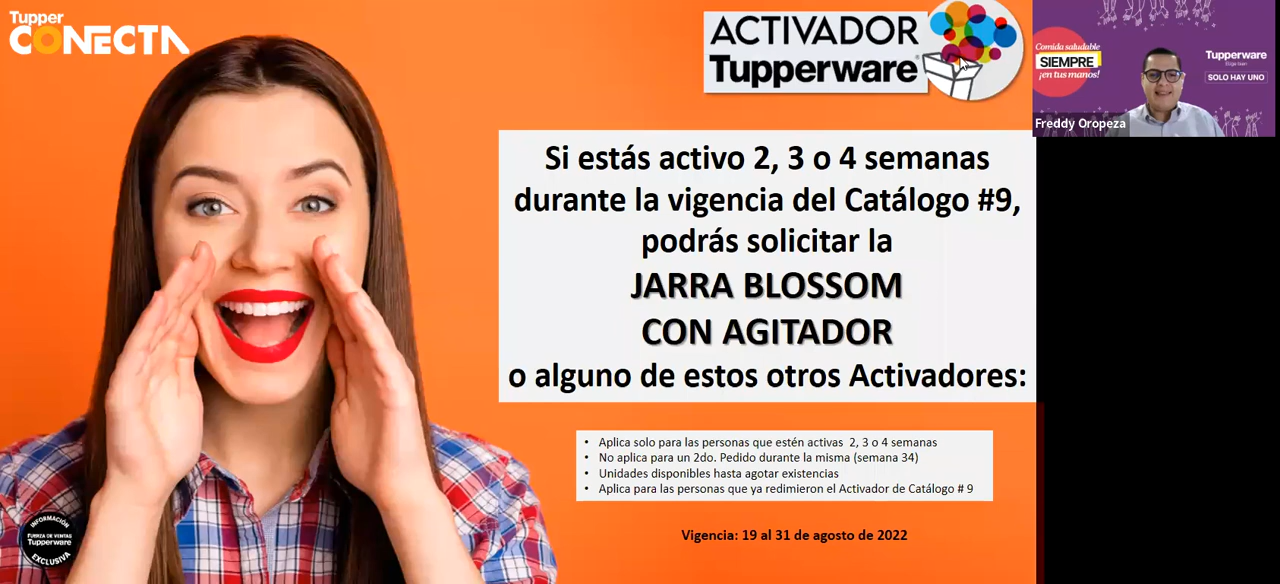 Tupper
CONECTA
ACTIVADOR
Tupperware®
Comida saludable
SIEMPRE
¡en tus manos!
Tupperware
SOLO HAY UNO
Freddy Oropeza
Si estás activo 2, 3 o 4 semanas
durante la vigencia del Catálogo #9,
podrás solicitar la
JARRA BLOSSOM
CON AGITADOR
o alguno de estos otros Activadores:
• Aplica solo para las personas que estén activas 2, 3 o 4 semanas
• No aplica para un 2do. Pedido durante la misma (semana 34)
• Unidades disponibles hasta agotar existencias
• Aplica para las personas que ya redimieron el Activador de Catálogo # 9
Vigencia: 19 al 31 de agosto de 2022
INFORMACIÓN
FUERZA DE VENTAS
Tupperware
EXCLUSIVA